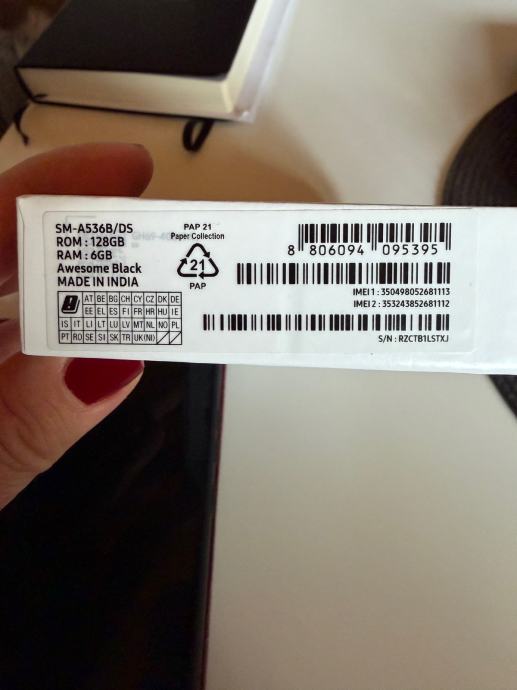 SM-A536B/DS
ROM : 128GB
RAM : 6GB
Awesome Black
MADE IN INDIA
PAP 21
Paper Collection
21
PAP
8 806094 095395
IMEI 1 : 350498052681113
IMEI 2 : 353243852681112
S/N : RZCTB1LSTXJ
AT BE BG CH CY CZ DK DE
EE EL ES FI FR HR HU IE
IS IT LI LT LU LV MT NL NO PL
PT RO SE SI SK TR UK(NI)